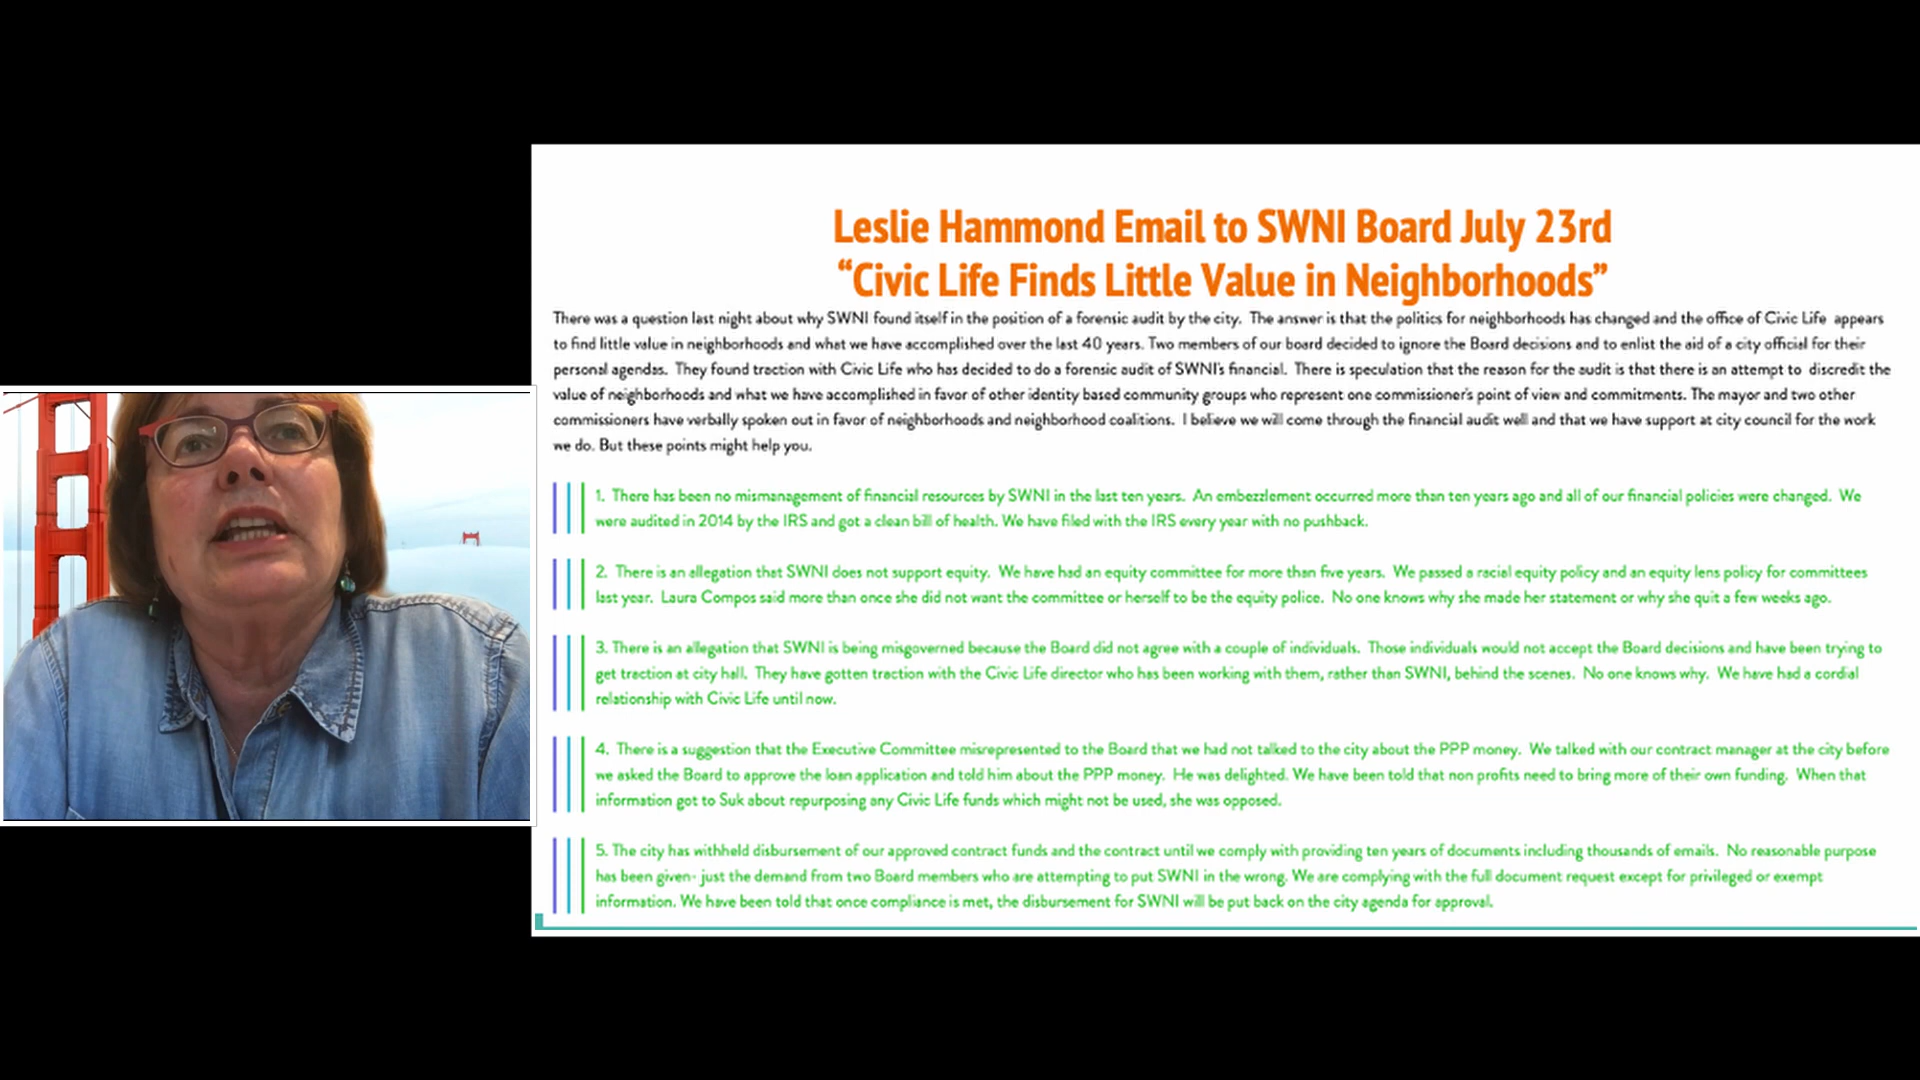 Leslie Hammond Email to SWNI Board July 23rd
“Civic Life Finds Little Value in Neighborhoods”
There was a question last night about why SWNI found itself in the position of a forensic audit by the city. The answer is that the politics for neighborhoods has changed and the office of Civic Life appears
to find little value in neighborhoods and what we have accomplished over the last 40 years. Two members of our board decided to ignore the Board decisions and to enlist the aid of a city official for their
personal agendas. They found traction with Civic Life who has decided to do a forensic audit of SWNI's financial. There is speculation that the reason for the audit is that there is an attempt to discredit the
value of neighborhoods and what we have accomplished in favor of other identity based community groups who represent one commissioner's point of view and commitments. The mayor and two other
commissioners have verbally spoken out in favor of neighborhoods and neighborhood coalitions. I believe we will come through the financial audit well and that we have support at city council for the work
we do. But these points might help you.
1. There has been no mismanagement of financial resources by SWNI in the last ten years. An embezzlement occurred more than ten years ago and all of our financial policies were changed. We
were audited in 2014 by the IRS and got a clean bill of health. We have filed with the IRS every year with no pushback.
2. There is an allegation that SWNI does not support equity. We have had an equity committee for more than five years. We passed a racial equity policy and an equity lens policy for committees
last year. Laura Compos said more than once she did not want the committee or herself to be the equity police. No one knows why she made her statement or why she quit a few weeks ago.
3. There is an allegation that SWNI is being misgoverned because the Board did not agree with a couple of individuals. Those individuals would not accept the Board decisions and have been trying to
get traction at city hall. They have gotten traction with the Civic Life director who has been working with them, rather than SWNI, behind the scenes. No one knows why. We have had a cordial
relationship with Civic Life until now.
4. There is a suggestion that the Executive Committee misrepresented to the Board that we had not talked to the city about the PPP money. We talked with our contract manager at the city before
we asked the Board to approve the loan application and told him about the PPP money. He was delighted. We have been told that non profits need to bring more of their own funding. When that
information got to Suk about repurposing any Civic Life funds which might not be used, she was opposed.
5. The city has withheld disbursement of our approved contract funds and the contract until we comply with providing ten years of documents including thousands of emails. No reasonable purpose
has been given- just the demand from two Board members who are attempting to put SWNI in the wrong. We are complying with the full document request except for privileged or exempt
information. We have been told that once compliance is met, the disbursement for SWNI will be put back on the city agenda for approval.